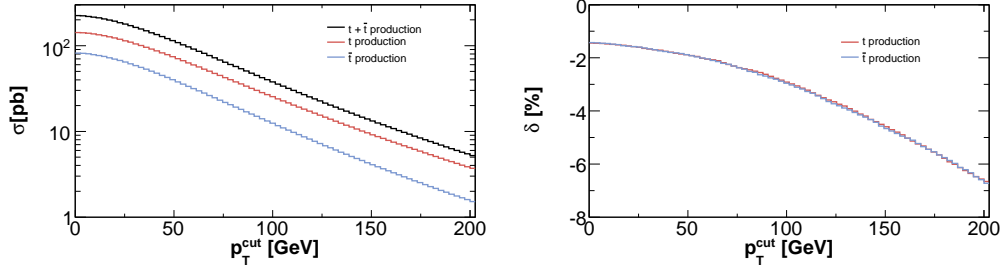 σ[pb]
10²
10
1
t + t̄ production
t production
t̄ production
0 50 100 150 200
p_T^cut [GeV]
δ [%]
0
-2
-4
-6
-8
t production
t̄ production
0 50 100 150 200
p_T^cut [GeV]